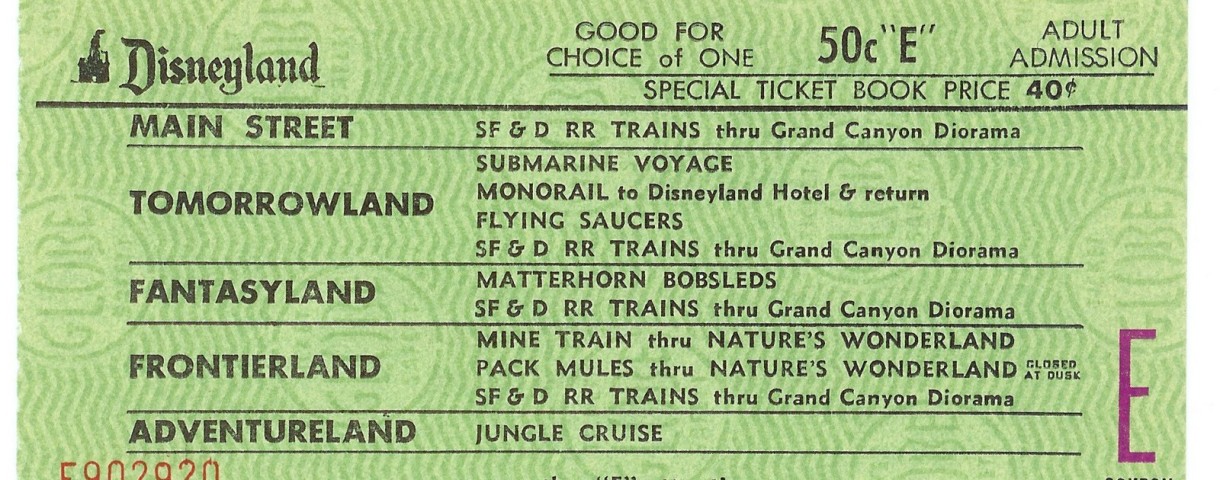 Disneyland
GOOD FOR
CHOICE of ONE
50c "E"
ADULT
ADMISSION
SPECIAL TICKET BOOK PRICE 40¢
MAIN STREET
SF & D RR TRAINS thru Grand Canyon Diorama
TOMORROWLAND
SUBMARINE VOYAGE
MONORAIL to Disneyland Hotel & return
FLYING SAUCERS
SF & D RR TRAINS thru Grand Canyon Diorama
FANTASYLAND
MATTERHORN BOBSLEDS
SF & D RR TRAINS thru Grand Canyon Diorama
FRONTIERLAND
MINE TRAIN thru NATURE'S WONDERLAND
PACK MULES thru NATURE'S WONDERLAND CLOSED
AT DUSK
SF & D RR TRAINS thru Grand Canyon Diorama
ADVENTURELAND
JUNGLE CRUISE
E
GLOBE
GLOBE